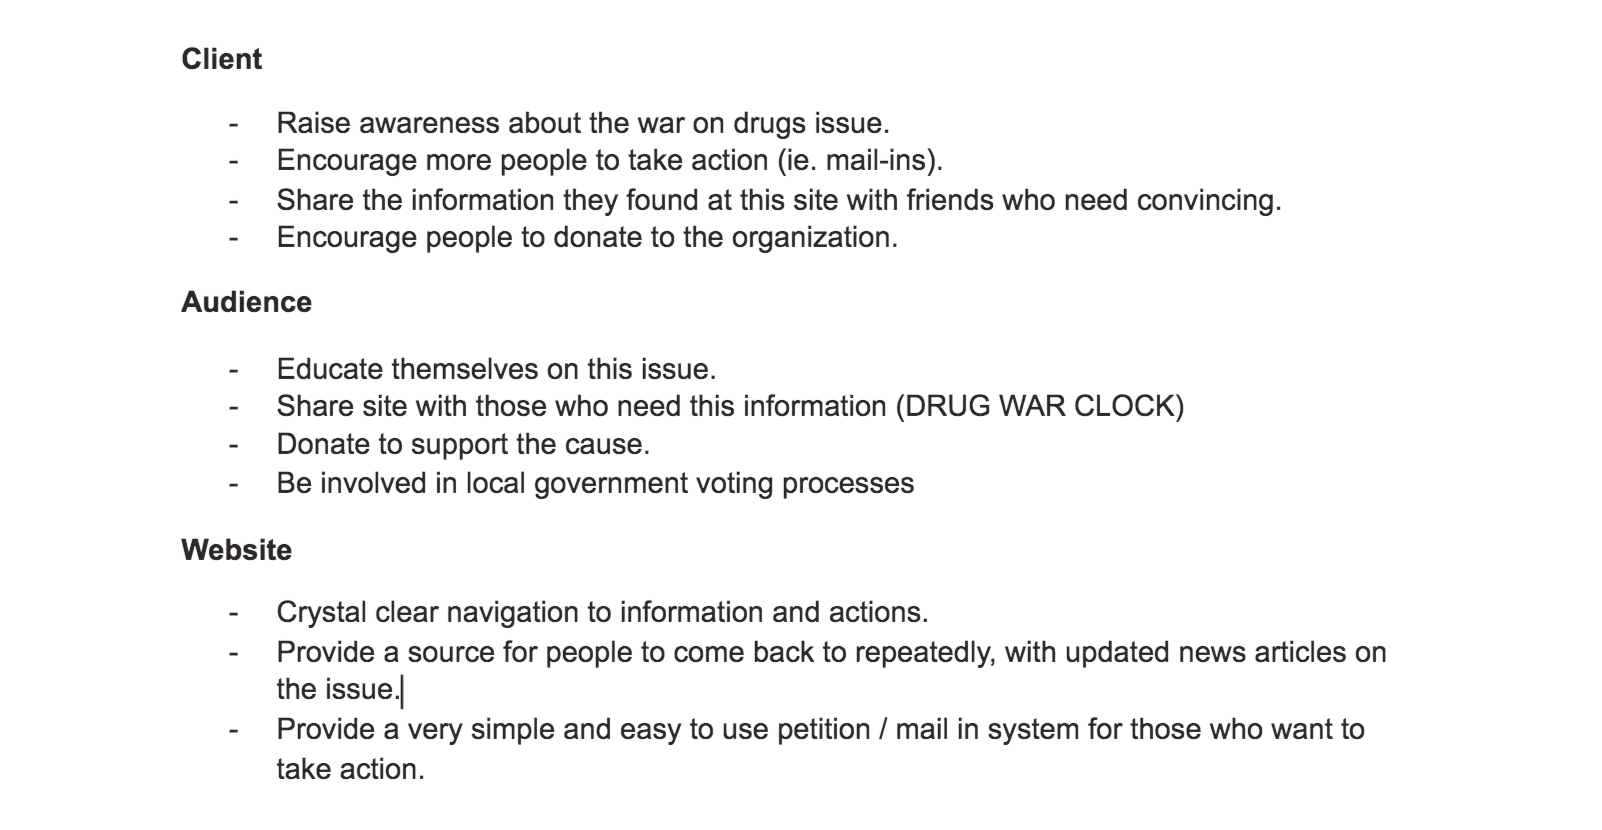 Client
- Raise awareness about the war on drugs issue.
- Encourage more people to take action (ie. mail-ins).
- Share the information they found at this site with friends who need convincing.
- Encourage people to donate to the organization.
Audience
- Educate themselves on this issue.
- Share site with those who need this information (DRUG WAR CLOCK)
- Donate to support the cause.
- Be involved in local government voting processes
Website
- Crystal clear navigation to information and actions.
- Provide a source for people to come back to repeatedly, with updated news articles on
the issue.
- Provide a very simple and easy to use petition / mail in system for those who want to
take action.